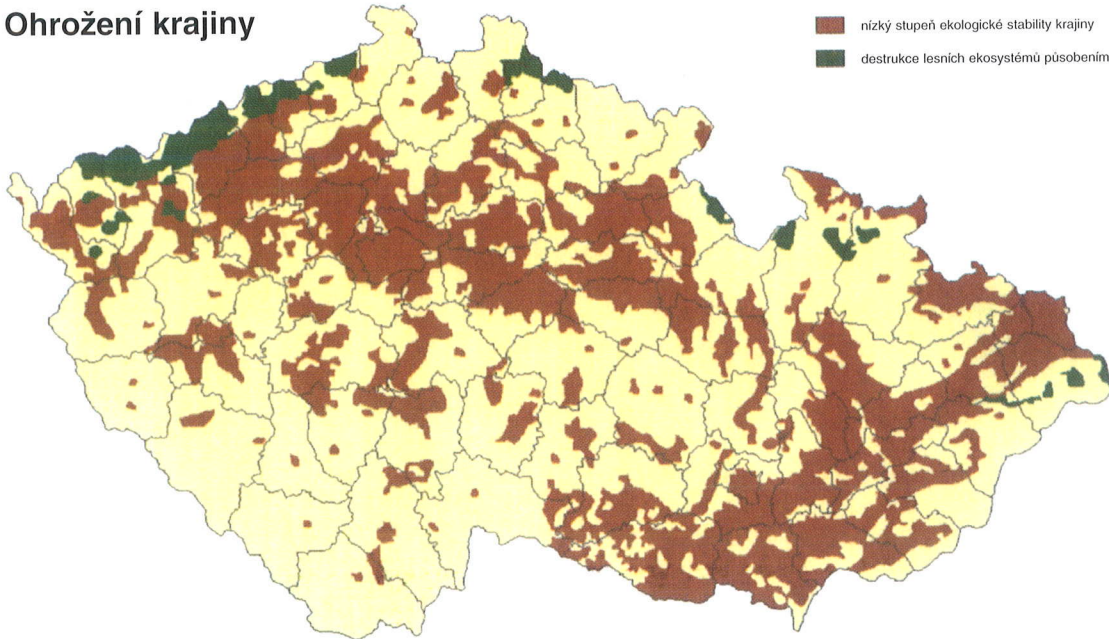 Ohrožení krajiny
nízký stupeň ekologické stability krajiny
destrukce lesních ekosystémů působením